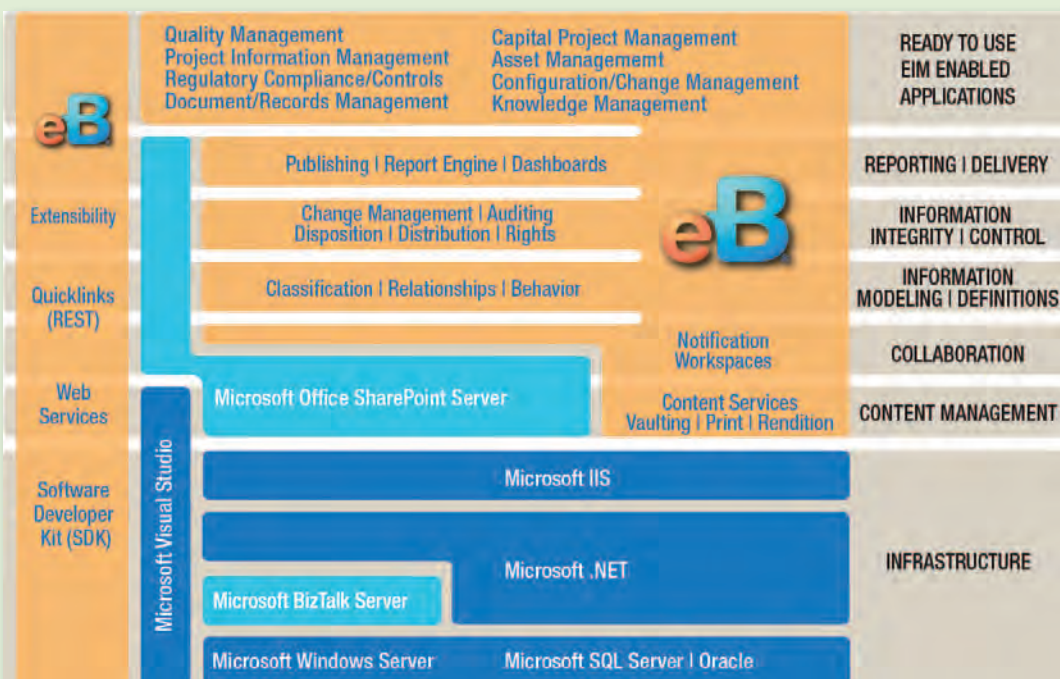 Quality Management
Project Information Management
Regulatory Compliance/Controls
Document/Records Management
Capital Project Management
Asset Managememt
Configuration/Change Management
Knowledge Management
READY TO USE
EIM ENABLED
APPLICATIONS
eB
Publishing | Report Engine | Dashboards
REPORTING | DELIVERY
Extensibility
Change Management | Auditing
Disposition | Distribution | Rights
eB
INFORMATION
INTEGRITY | CONTROL
Quicklinks
(REST)
Classification | Relationships | Behavior
INFORMATION
MODELING | DEFINITIONS
Notification
Workspaces
COLLABORATION
Web
Services
Microsoft Office SharePoint Server
Content Services
Vaulting | Print | Rendition
CONTENT MANAGEMENT
Software
Developer
Kit (SDK)
Microsoft Visual Studio
Microsoft IIS
Microsoft .NET
Microsoft BizTalk Server
Microsoft Windows Server
Microsoft SQL Server | Oracle
INFRASTRUCTURE